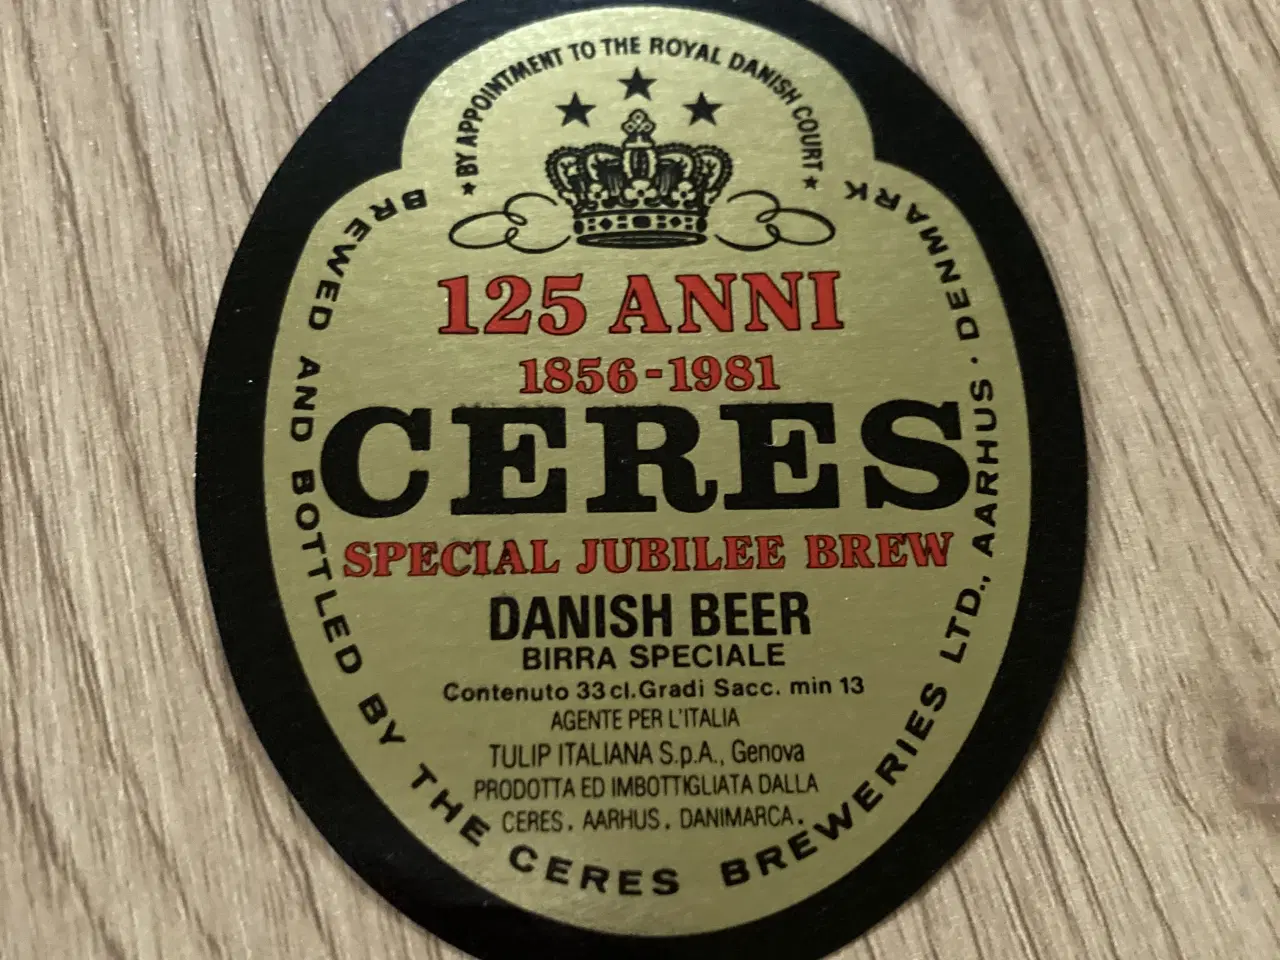 ★ BY APPOINTMENT TO THE ROYAL DANISH COURT ★
125 ANNI
1856-1981
CERES
SPECIAL JUBILEE BREW
DANISH BEER
BIRRA SPECIALE
Contenuto 33 cl. Gradi Sacc. min 13
AGENTE PER L'ITALIA
TULIP ITALIANA S.p.A., Genova
PRODOTTA ED IMBOTTIGLIATA DALLA
CERES. AARHUS. DANIMARCA.
BREWED AND BOTTLED BY THE CERES BREWERIES LTD., AARHUS · DENMARK